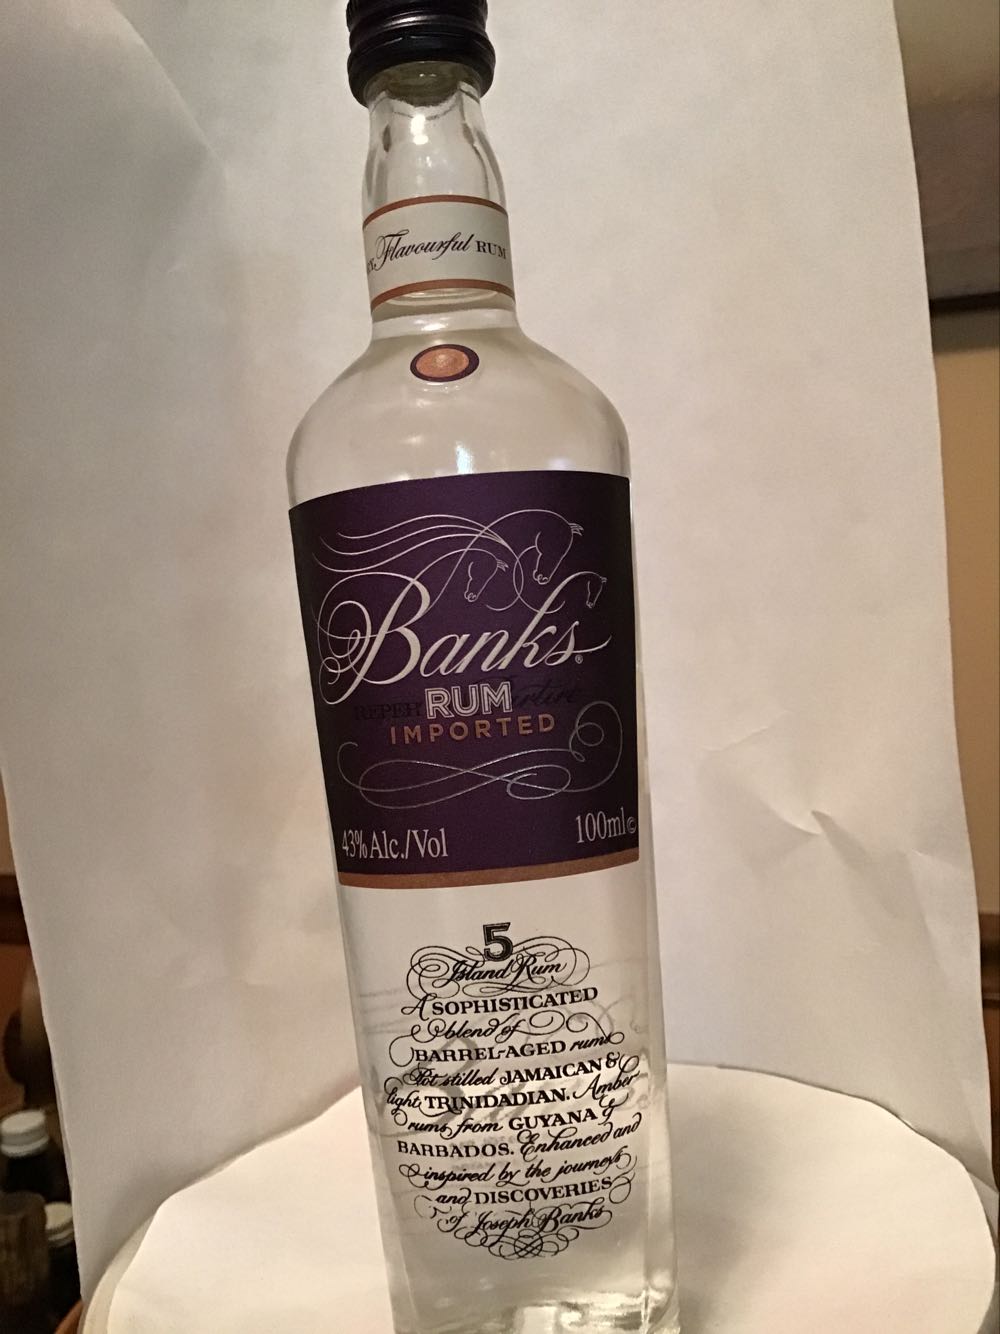 Flavourful RUM
Banks®
RUM
IMPORTED
43% Alc./Vol
100ml©
5
Island Rum
A SOPHISTICATED
blend of
BARREL-AGED rums
Pot stilled JAMAICAN &
light TRINIDADIAN. Amber
rums from GUYANA &
BARBADOS. Enhanced and
inspired by the journeys
and DISCOVERIES
of Joseph Banks